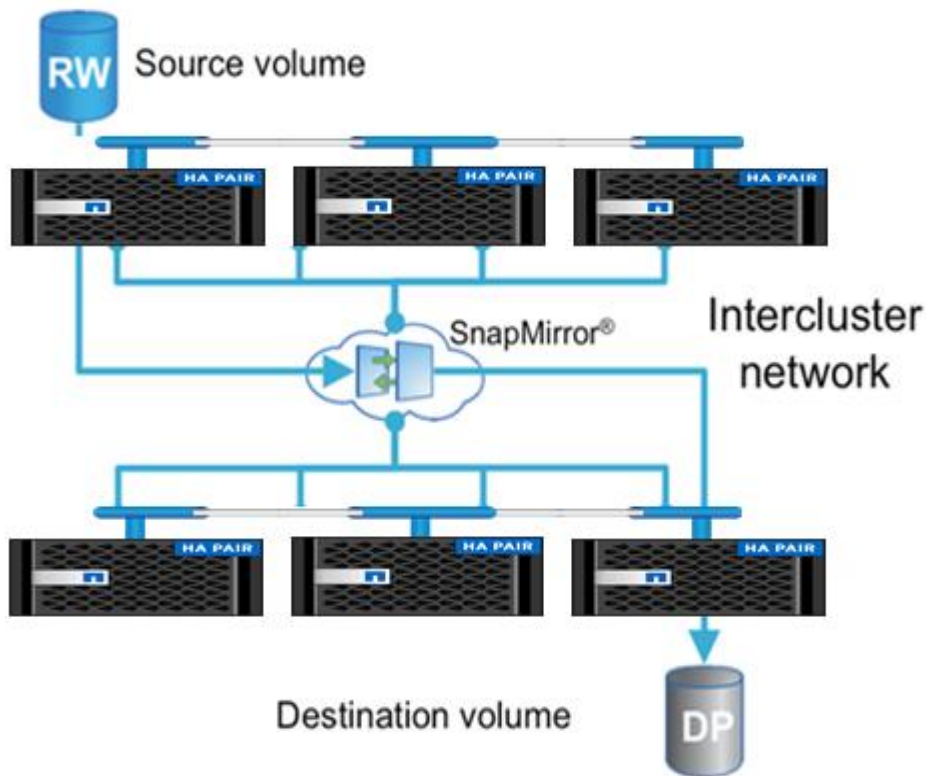 RW
Source volume
HA PAIR
HA PAIR
HA PAIR
SnapMirror®
Intercluster
network
HA PAIR
HA PAIR
HA PAIR
Destination volume
DP